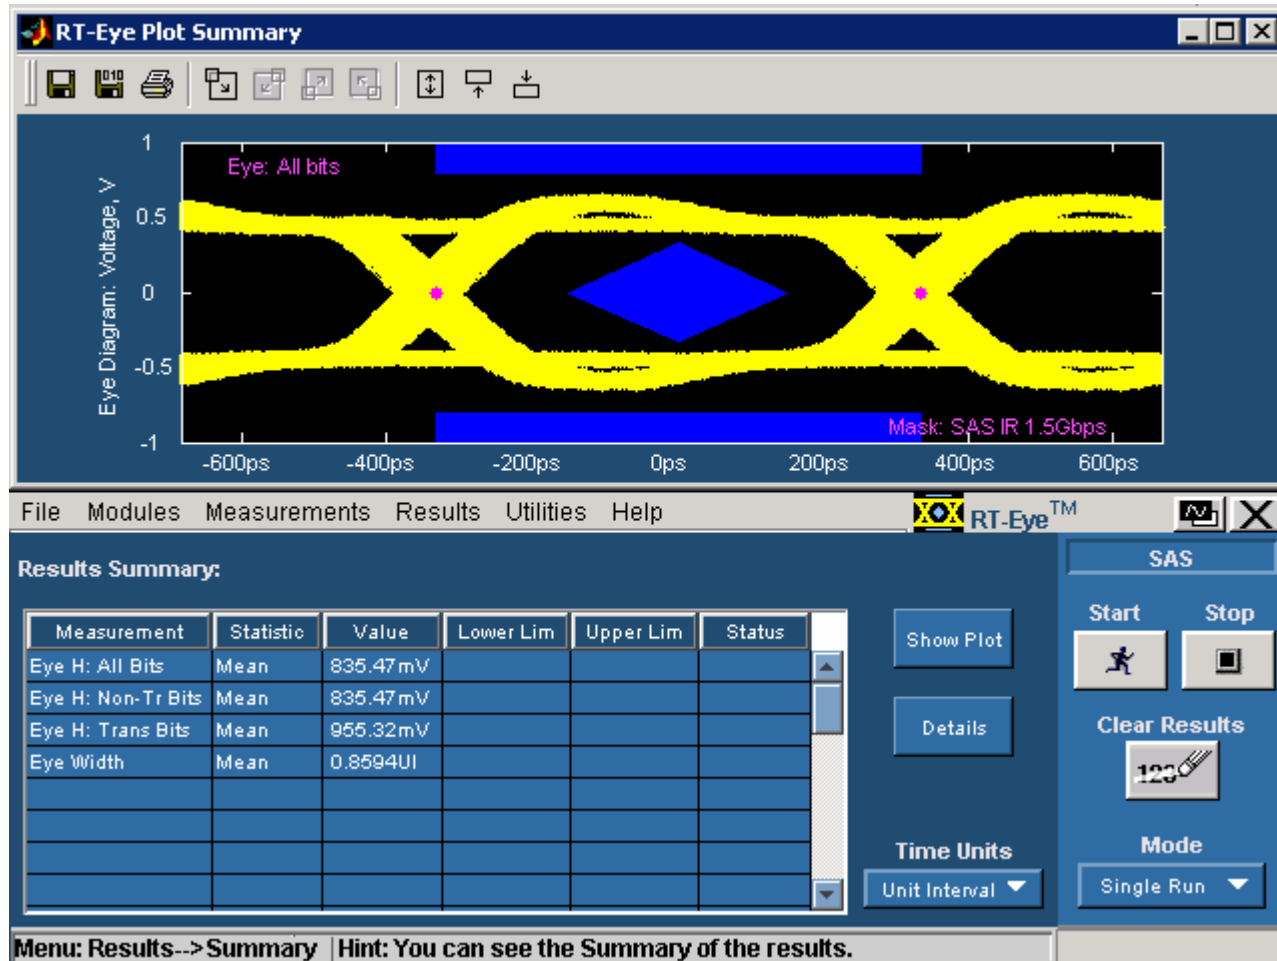 RT-Eye Plot Summary
Eye: All bits
Eye Diagram: Voltage, V
1
0.5
0
-0.5
-1
Mask: SAS IR 1.5Gbps
-600ps -400ps -200ps 0ps 200ps 400ps 600ps
File Modules Measurements Results Utilities Help RT-Eye™
Results Summary:
SAS
Measurement Statistic Value Lower Lim Upper Lim Status
Eye H: All Bits Mean 835.47mV
Eye H: Non-Tr Bits Mean 835.47mV
Eye H: Trans Bits Mean 955.32mV
Eye Width Mean 0.8594UI
Show Plot
Details
Time Units
Unit Interval
Start Stop
Clear Results
123
Mode
Single Run
Menu: Results-->Summary |Hint: You can see the Summary of the results.